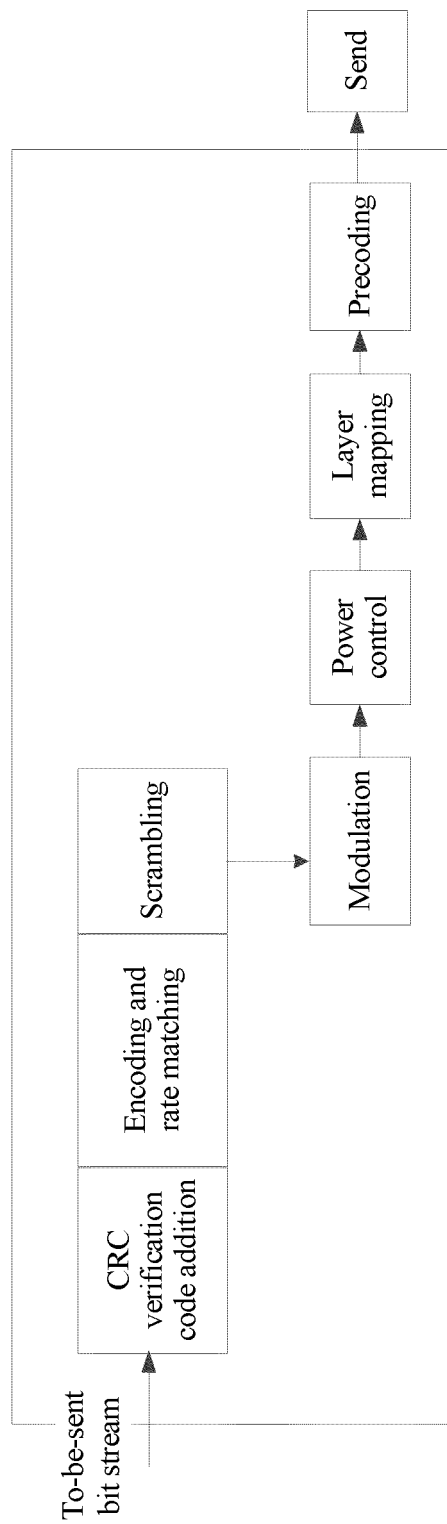 To-be-sent
bit stream
CRC
verification
code addition
Encoding and
rate matching
Scrambling
Modulation
Power
control
Layer
mapping
Precoding
Send